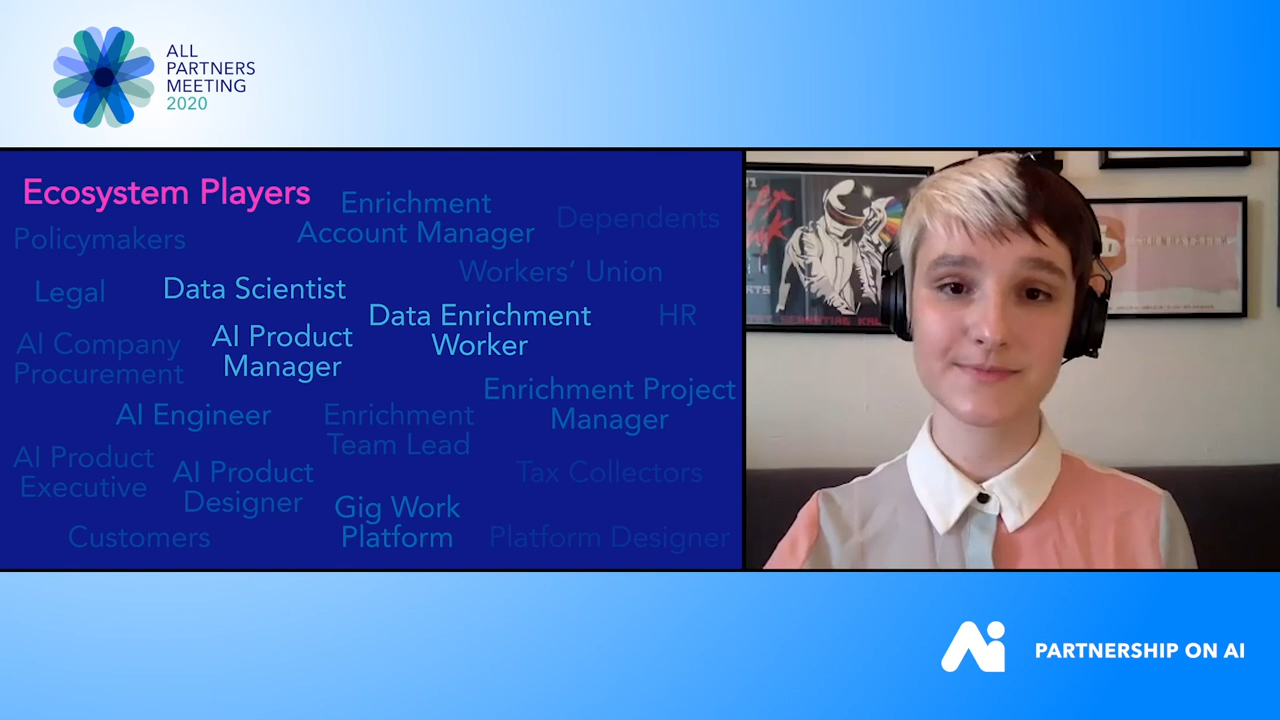 ALL
PARTNERS
MEETING
2020
Ecosystem Players
Enrichment
Account Manager
Dependents
Policymakers
Workers’ Union
Legal
Data Scientist
Data Enrichment
Worker
HR
AI Company
Procurement
AI Product
Manager
Enrichment Project
Manager
AI Engineer
Enrichment
Team Lead
AI Product
Executive
AI Product
Designer
Tax Collectors
Gig Work
Platform
Customers
Platform Designer
Ai
PARTNERSHIP ON AI